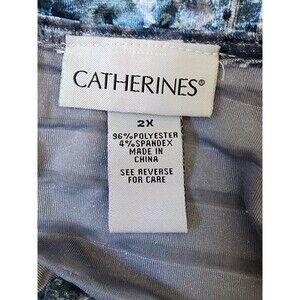 CATHERINES®
2X
96%POLYESTER
4%SPANDEX
MADE IN
CHINA
SEE REVERSE
FOR CARE